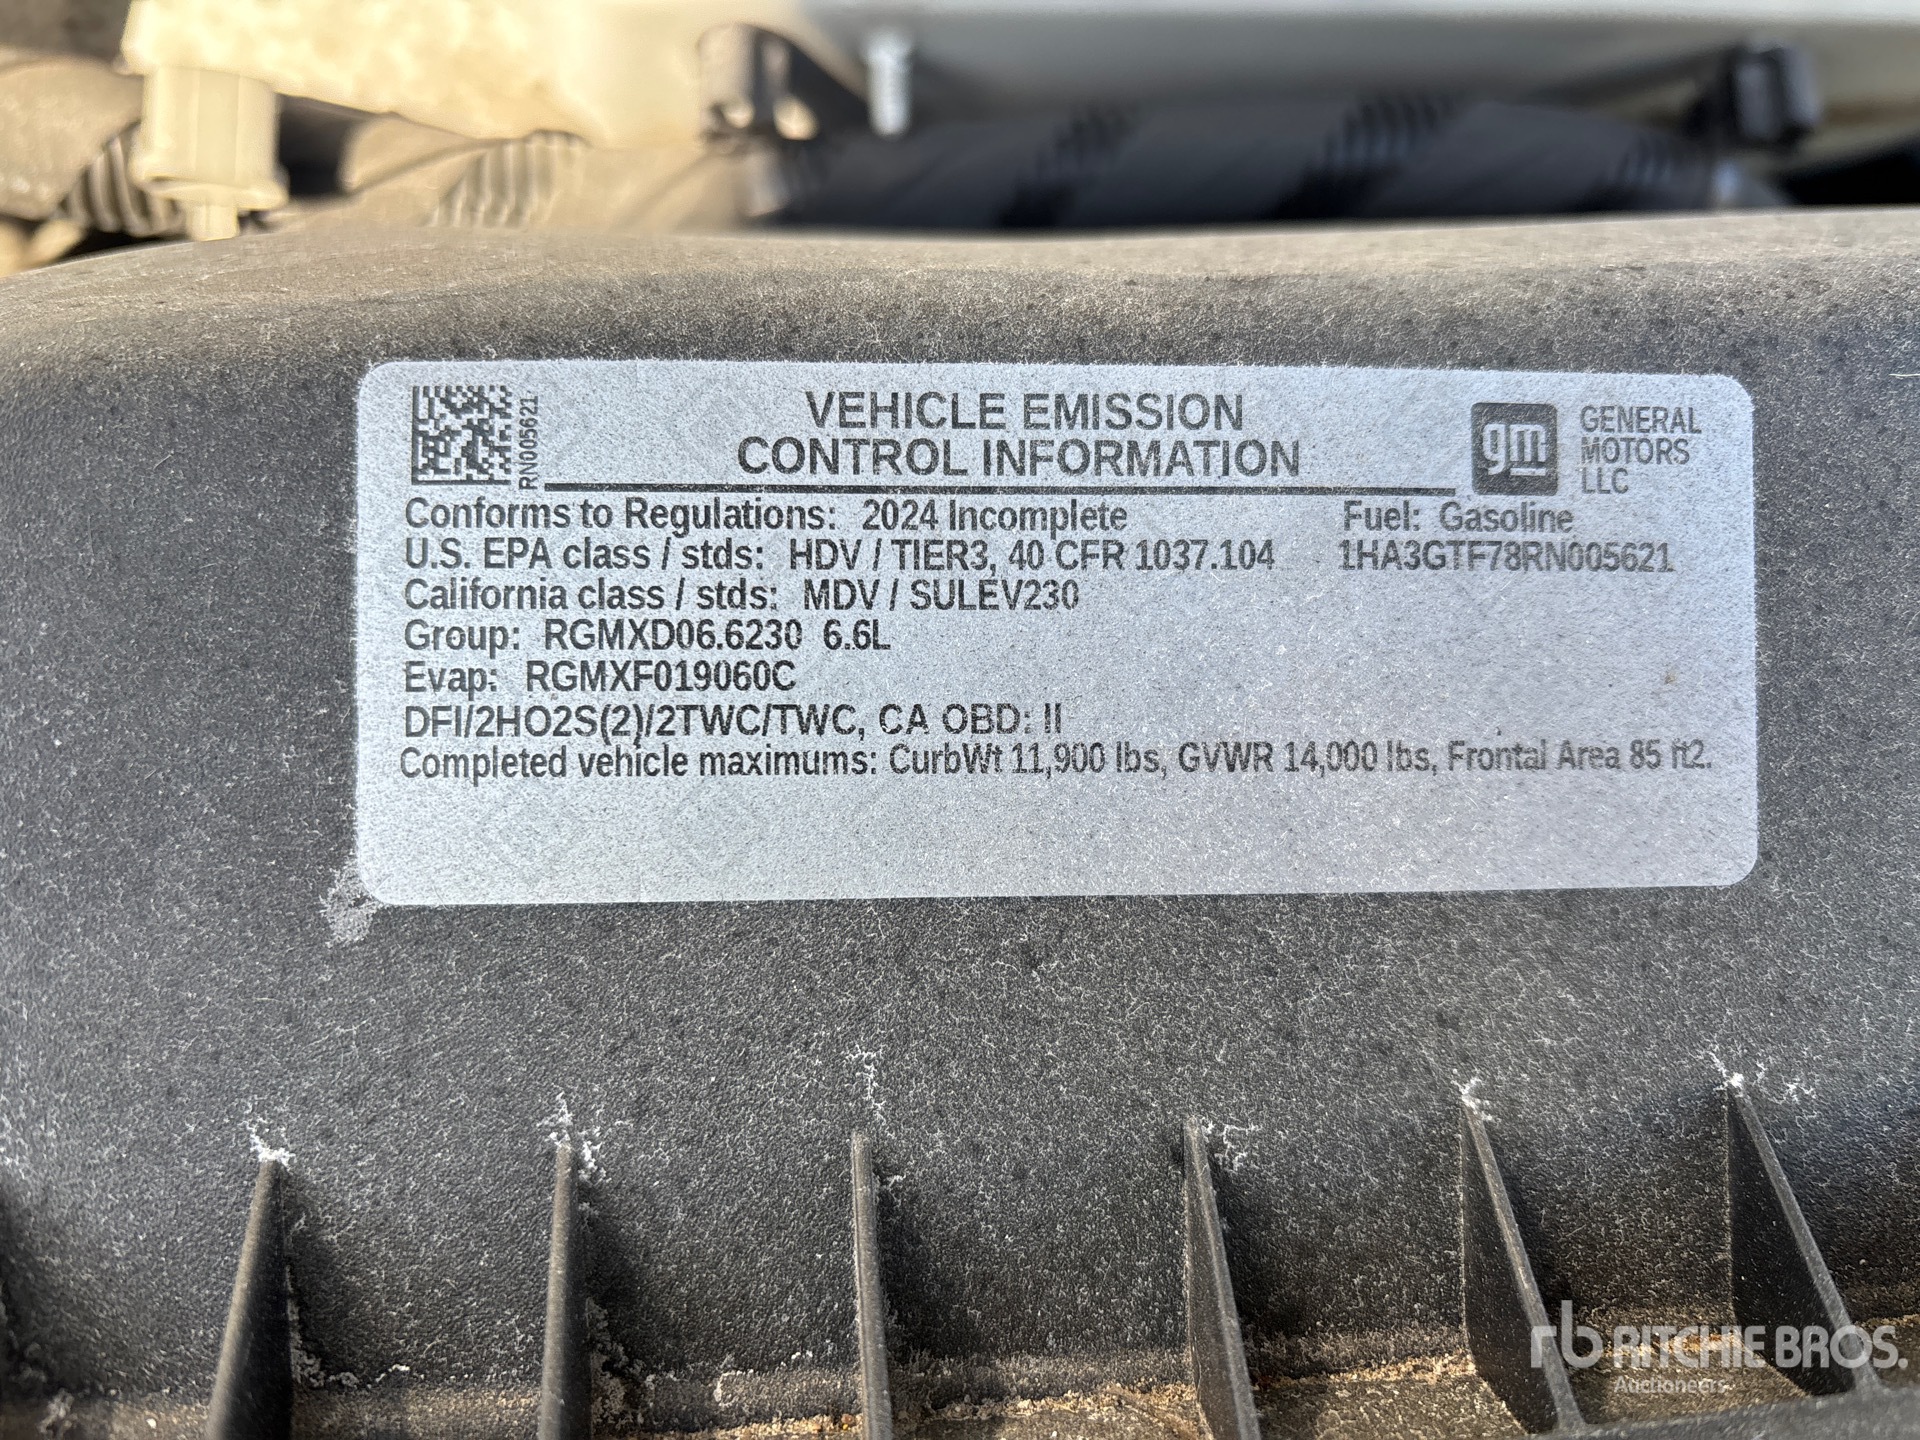 RN005621
VEHICLE EMISSION
CONTROL INFORMATION
gm
GENERAL
MOTORS
LLC
Conforms to Regulations: 2024 Incomplete Fuel: Gasoline
U.S. EPA class / stds: HDV / TIER3, 40 CFR 1037.104 1HA3GTF78RN005621
California class / stds: MDV / SULEV230
Group: RGMXD06.6230 6.6L
Evap: RGMXF019060C
DFI/2HO2S(2)/2TWC/TWC, CA OBD: II
Completed vehicle maximums: CurbWt 11,900 lbs, GVWR 14,000 lbs, Frontal Area 85 ft2.
rb RITCHIE BROS.
Auctioneers